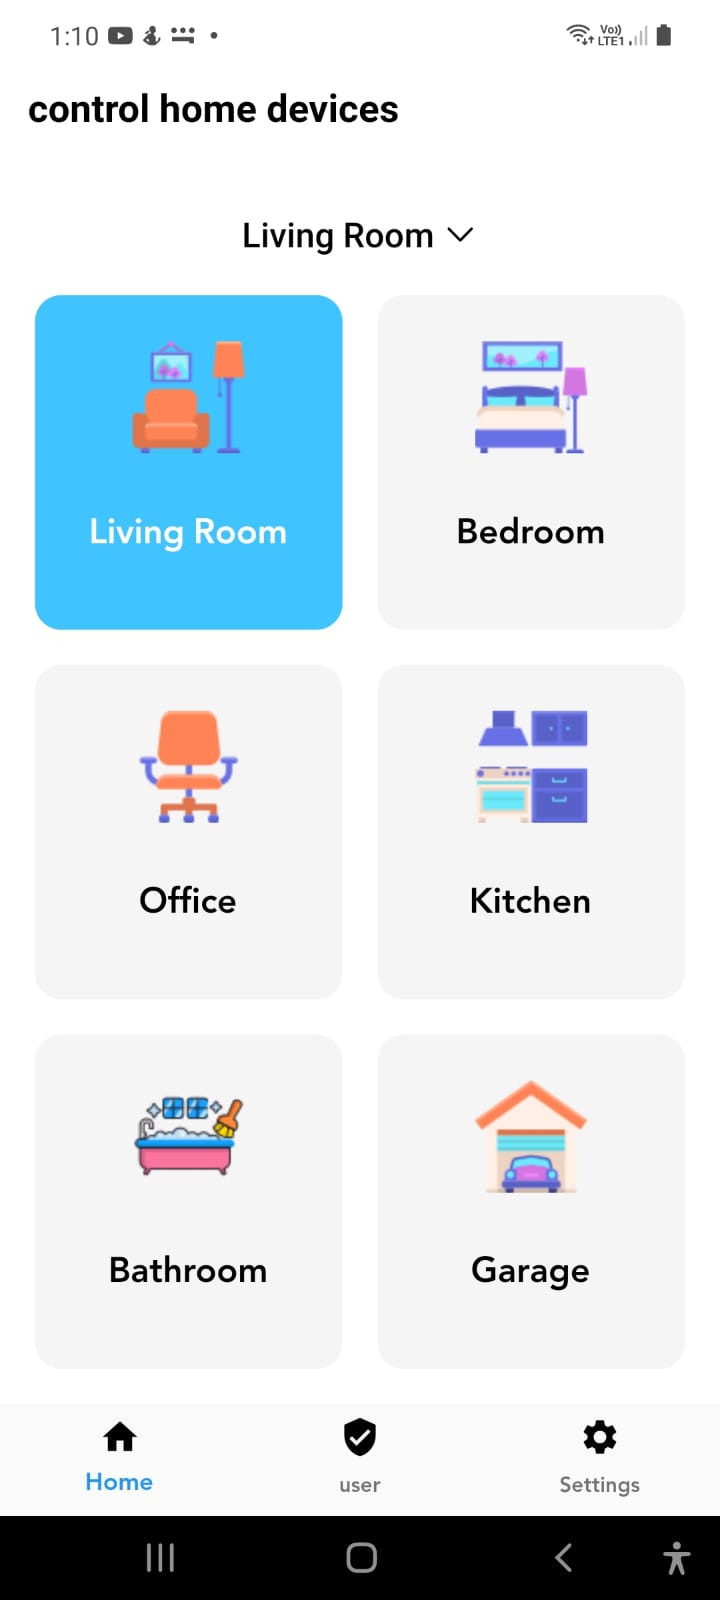 1:10
Vo))
LTE1
control home devices
Living Room
Living Room
Bedroom
Office
Kitchen
Bathroom
Garage
Home
user
Settings